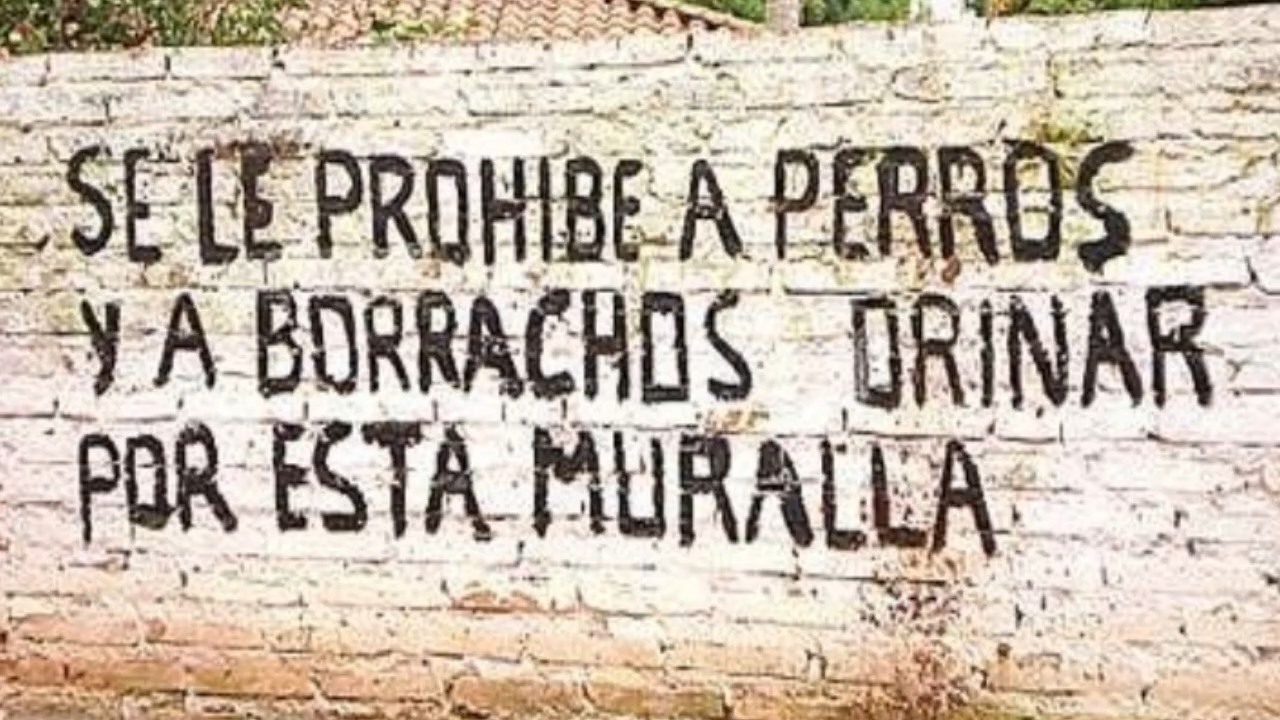 SE LE PROHIBE A PERROS
Y A BORRACHOS ORINAR
POR ESTA MURALLA